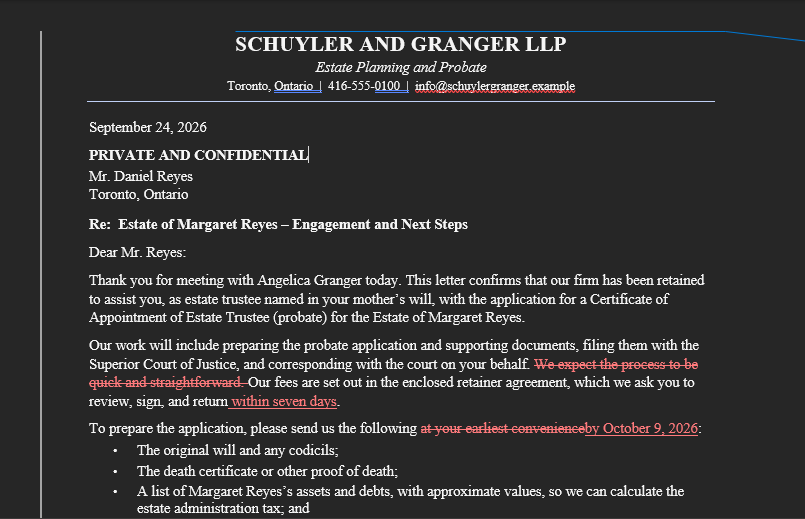 SCHUYLER AND GRANGER LLP
Estate Planning and Probate
Toronto, Ontario | 416-555-0100 | info@schuylergranger.example
September 24, 2026
PRIVATE AND CONFIDENTIAL
Mr. Daniel Reyes
Toronto, Ontario
Re: Estate of Margaret Reyes – Engagement and Next Steps
Dear Mr. Reyes:
Thank you for meeting with Angelica Granger today. This letter confirms that our firm has been retained
to assist you, as estate trustee named in your mother’s will, with the application for a Certificate of
Appointment of Estate Trustee (probate) for the Estate of Margaret Reyes.
Our work will include preparing the probate application and supporting documents, filing them with the
Superior Court of Justice, and corresponding with the court on your behalf. We expect the process to be
quick and straightforward. Our fees are set out in the enclosed retainer agreement, which we ask you to
review, sign, and return within seven days.
To prepare the application, please send us the following at your earliest convenienceby October 9, 2026:
• The original will and any codicils;
• The death certificate or other proof of death;
• A list of Margaret Reyes’s assets and debts, with approximate values, so we can calculate the
estate administration tax; and